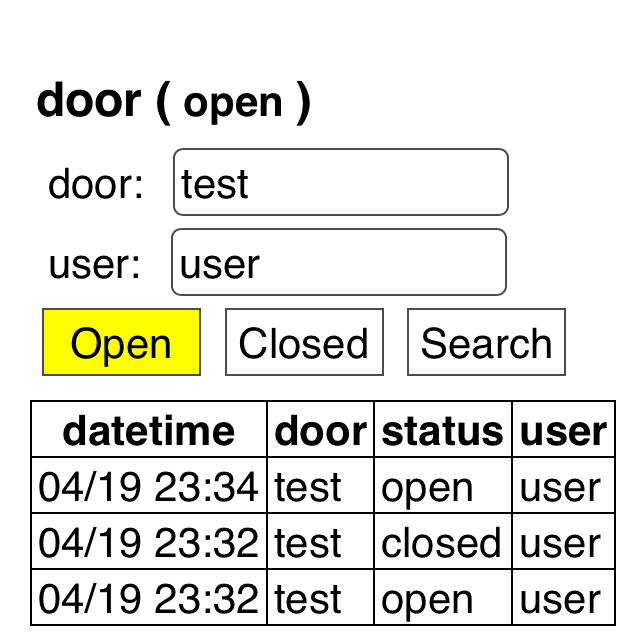 door ( open )
door: test
user: user
Open Closed Search
datetime door status user
04/19 23:34 test open user
04/19 23:32 test closed user
04/19 23:32 test open user